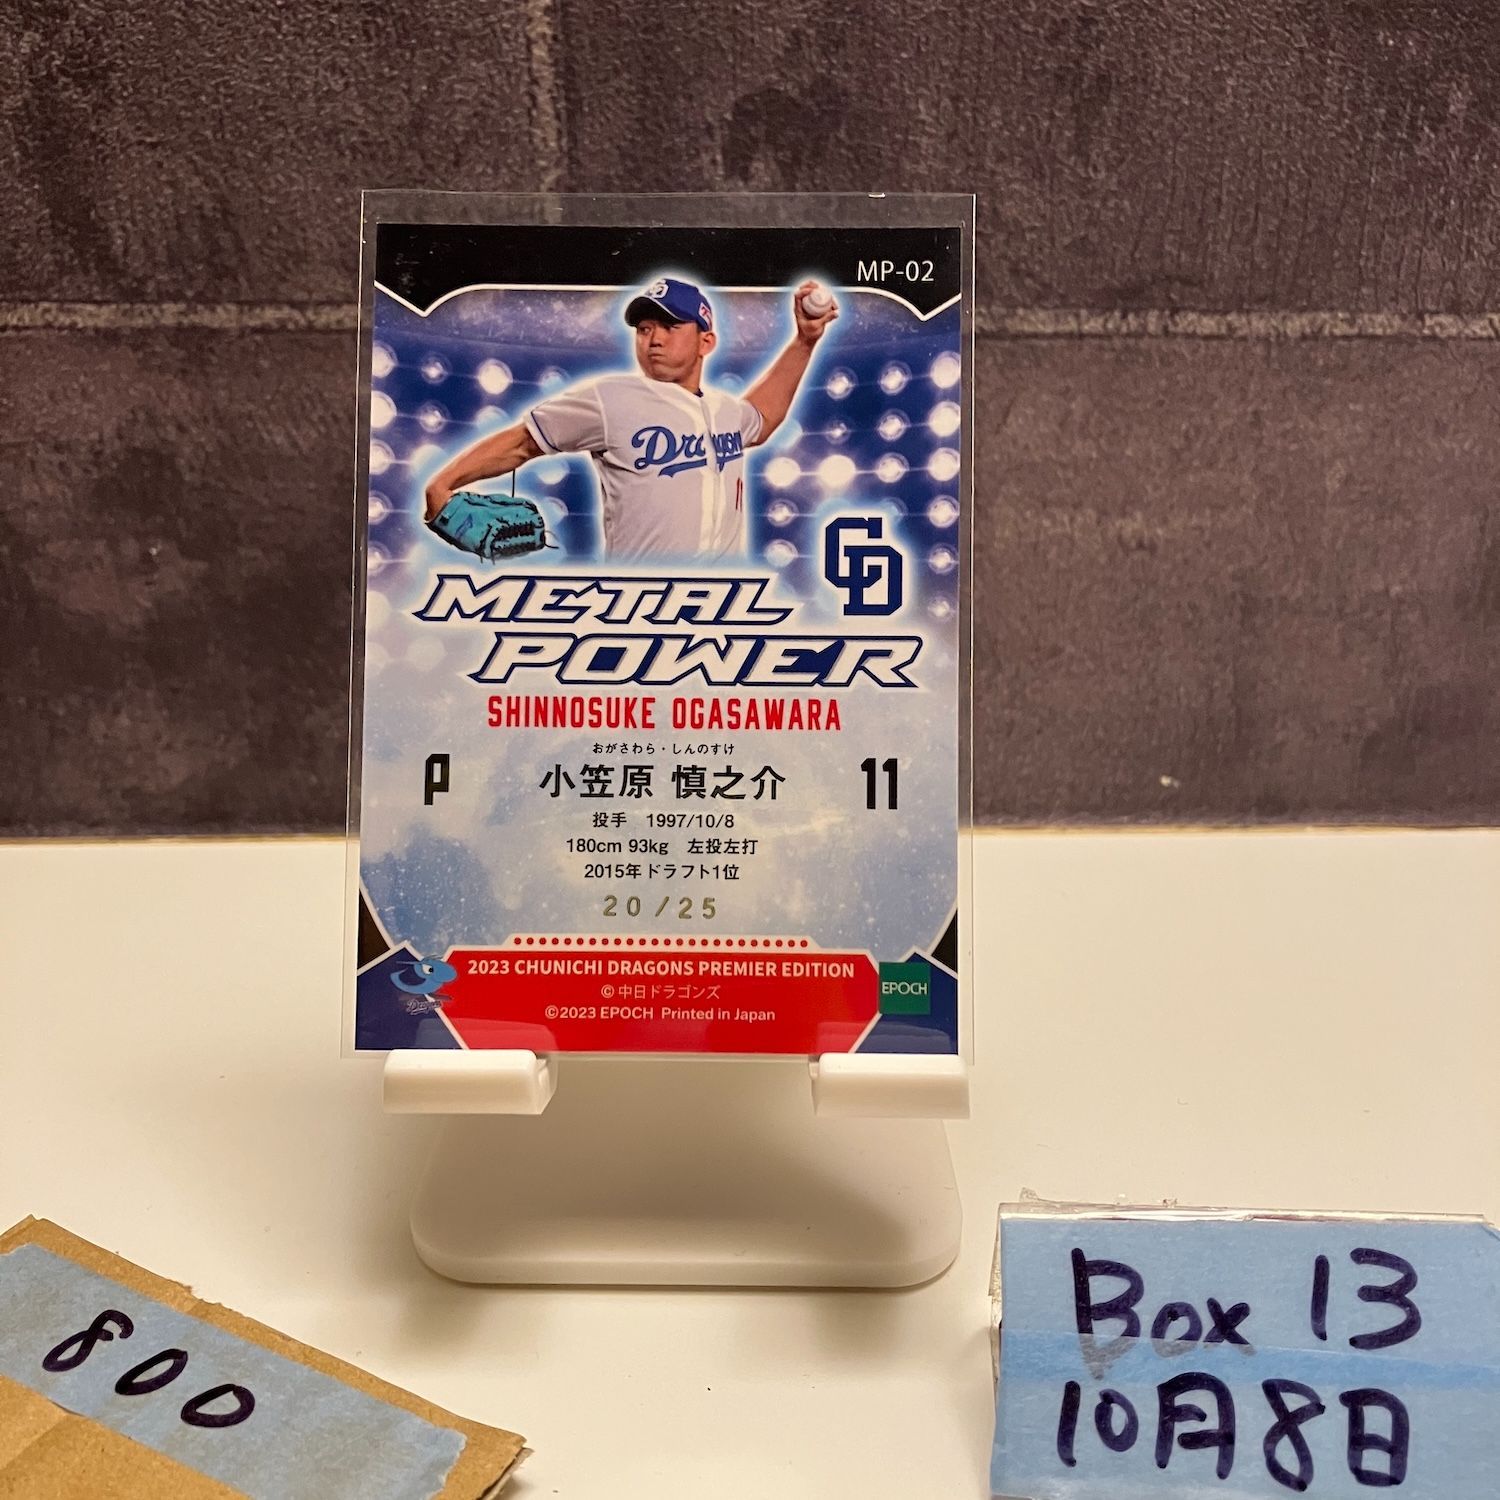 MP-02
CD
Dragons
11
CD
METAL
POWER
SHINNOSUKE OGASAWARA
おがさわら・しんのすけ
P 小笠原 慎之介 11
投手 1997/10/8
180cm 93kg 左投左打
2015年ドラフト1位
20/25
2023 CHUNICHI DRAGONS PREMIER EDITION
Dragons
EPOCH
©中日ドラゴンズ
©2023 EPOCH Printed in Japan
800
Box 13
10月8日